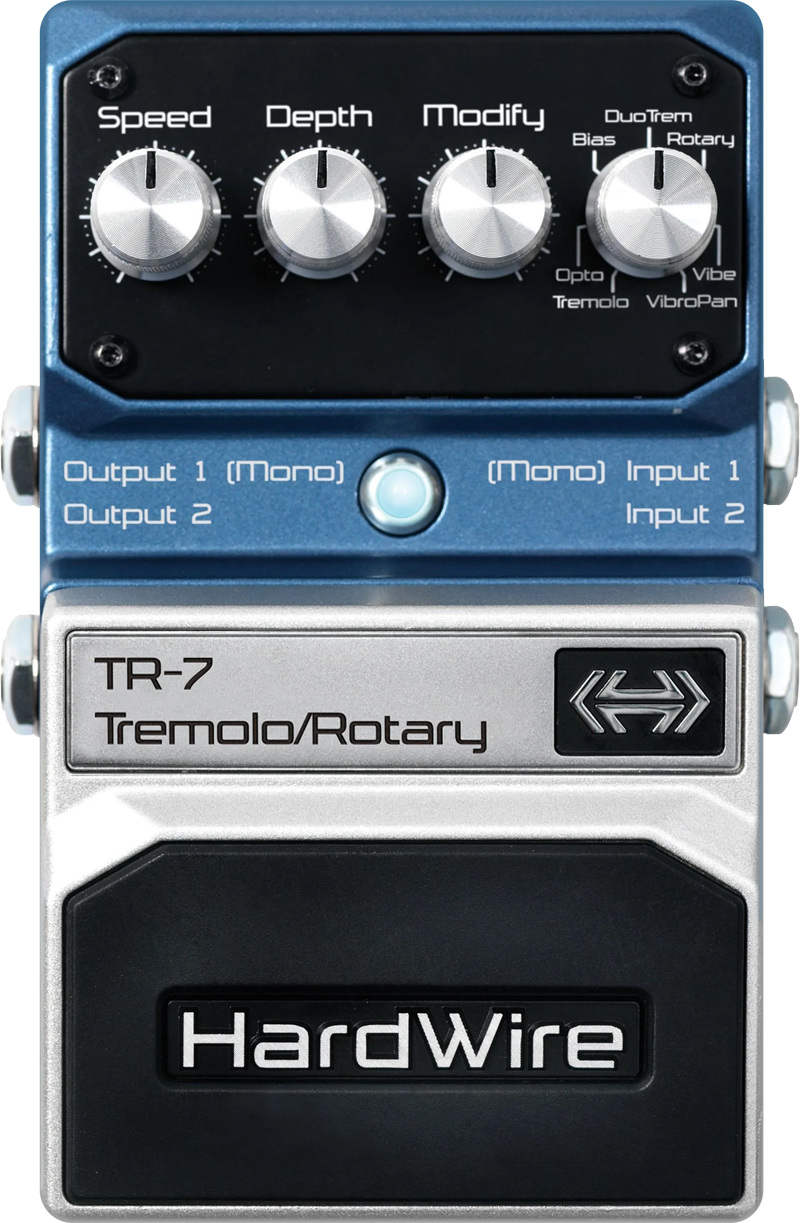 Speed Depth Modify
DuoTrem
Bias Rotary
Opto Vibe
Tremolo VibroPan
Output 1 (Mono) (Mono) Input 1
Output 2 Input 2
TR-7
Tremolo/Rotary
HardWire